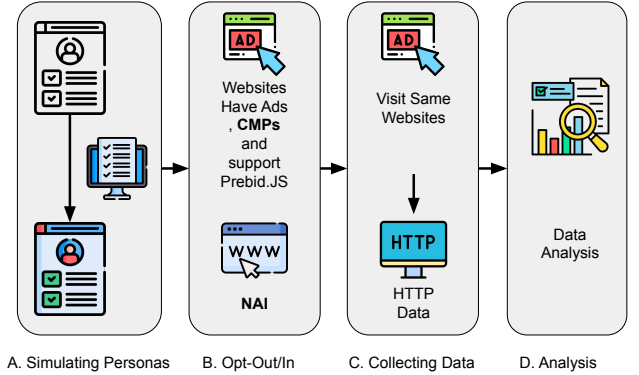 AD
Websites
Have Ads
, CMPs
and
support
Prebid.JS
WWW
NAI
AD
Visit Same
Websites
HTTP
HTTP
Data
Data
Analysis
A. Simulating Personas
B. Opt-Out/In
C. Collecting Data
D. Analysis